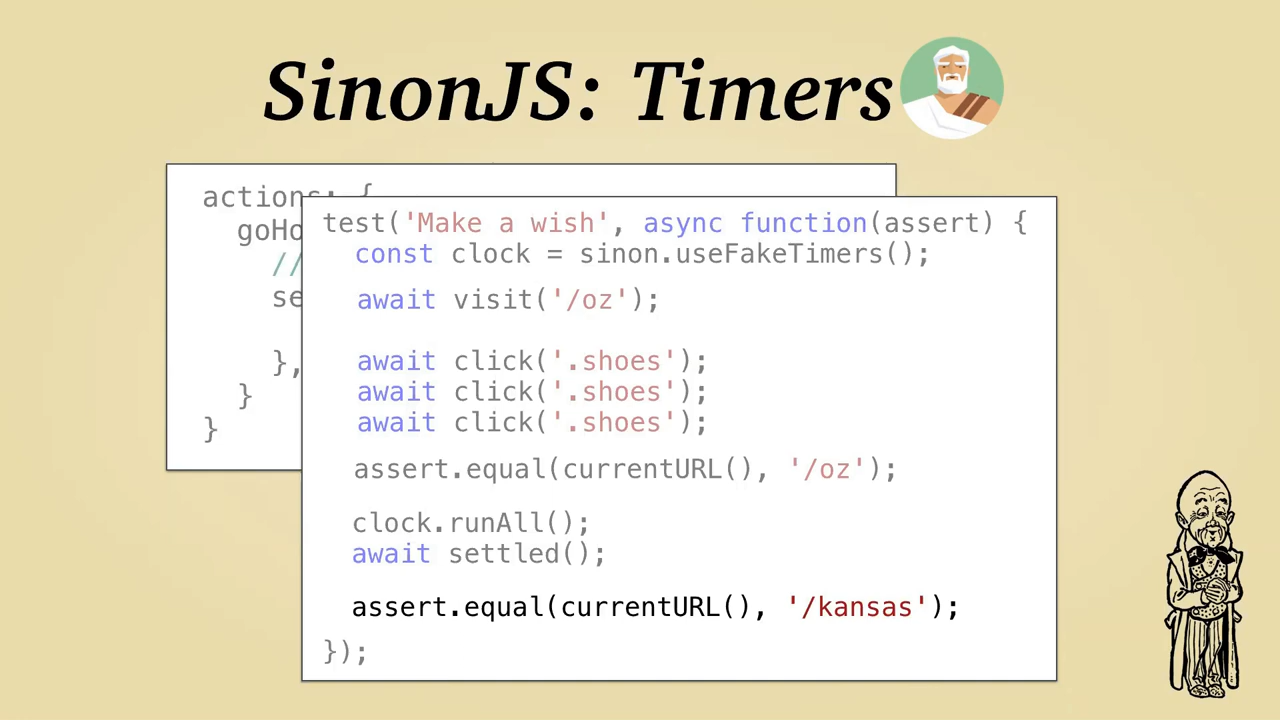 SinonJS: Timers
actions: {
goHo
//
se
},
}
}
test('Make a wish', async function(assert) {
const clock = sinon.useFakeTimers();
await visit('/oz');
await click('.shoes');
await click('.shoes');
await click('.shoes');
assert.equal(currentURL(), '/oz');
clock.runAll();
await settled();
assert.equal(currentURL(), '/kansas');
});